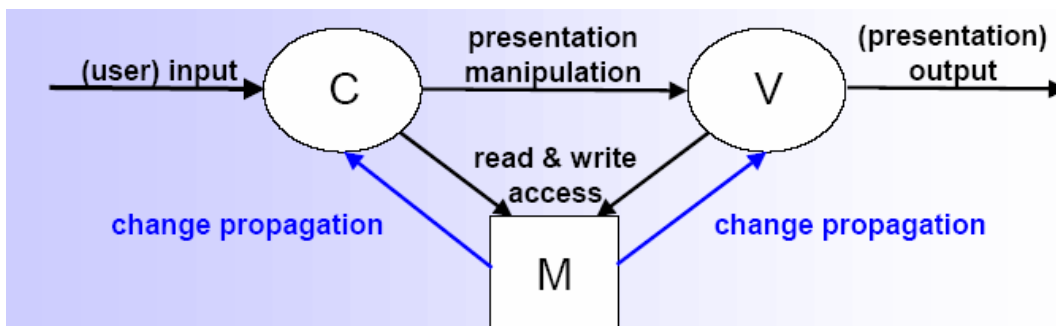 (user) input
C
presentation
manipulation
V
(presentation)
output
read & write
access
change propagation
change propagation
M